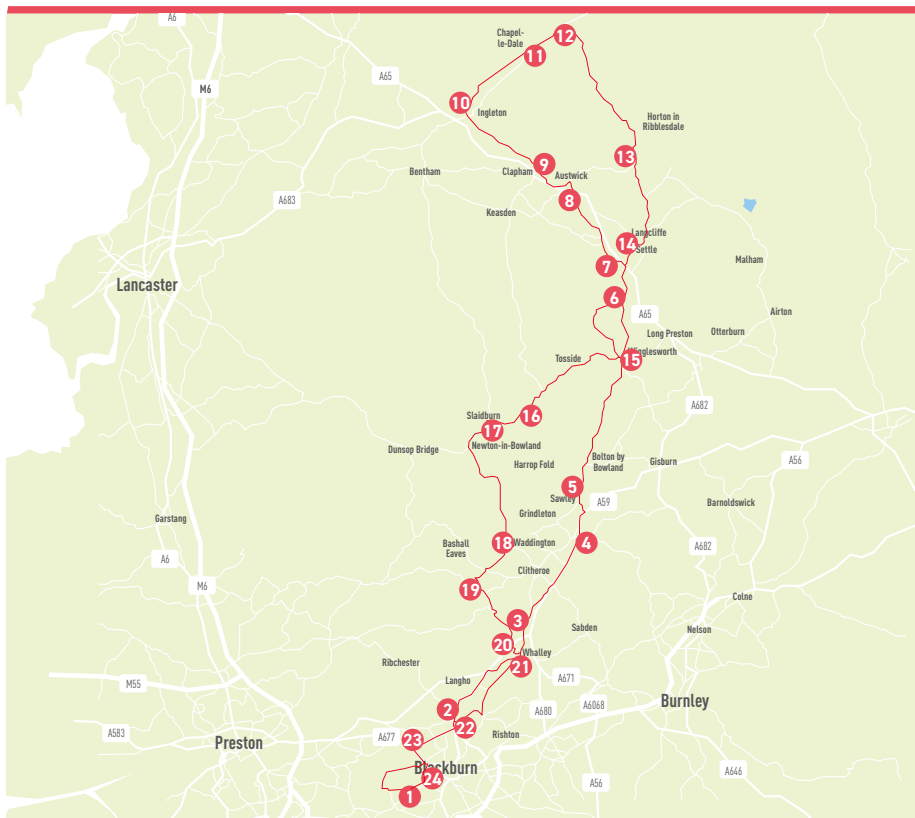 A6
Chapel-
le-Dale
12
11
A65
M6
10
Ingleton
Horton in
Ribblesdale
13
9
Bentham
Clapham
Austwick
A683
8
Keasden
Langcliffe
14
Settle
Malham
7
Lancaster
6
A65
Airton
Long Preston
Otterburn
Wigglesworth
15
Tosside
A682
16
Slaidburn
17
Newton-in-Bowland
Dunsop Bridge
Harrop Fold
Bolton by
Bowland
Gisburn
A56
5
Sawley
A59
Barnoldswick
Grindleton
Garstang
4
18
Waddington
Bashall
Eaves
A682
A6
Clitheroe
M6
19
Colne
3
Sabden
Nelson
20
Whalley
21
Ribchester
Langho
A671
M55
Burnley
A6068
2
A680
22
A583
Preston
A677
23
Rishton
Blackburn
24
A646
A56
1